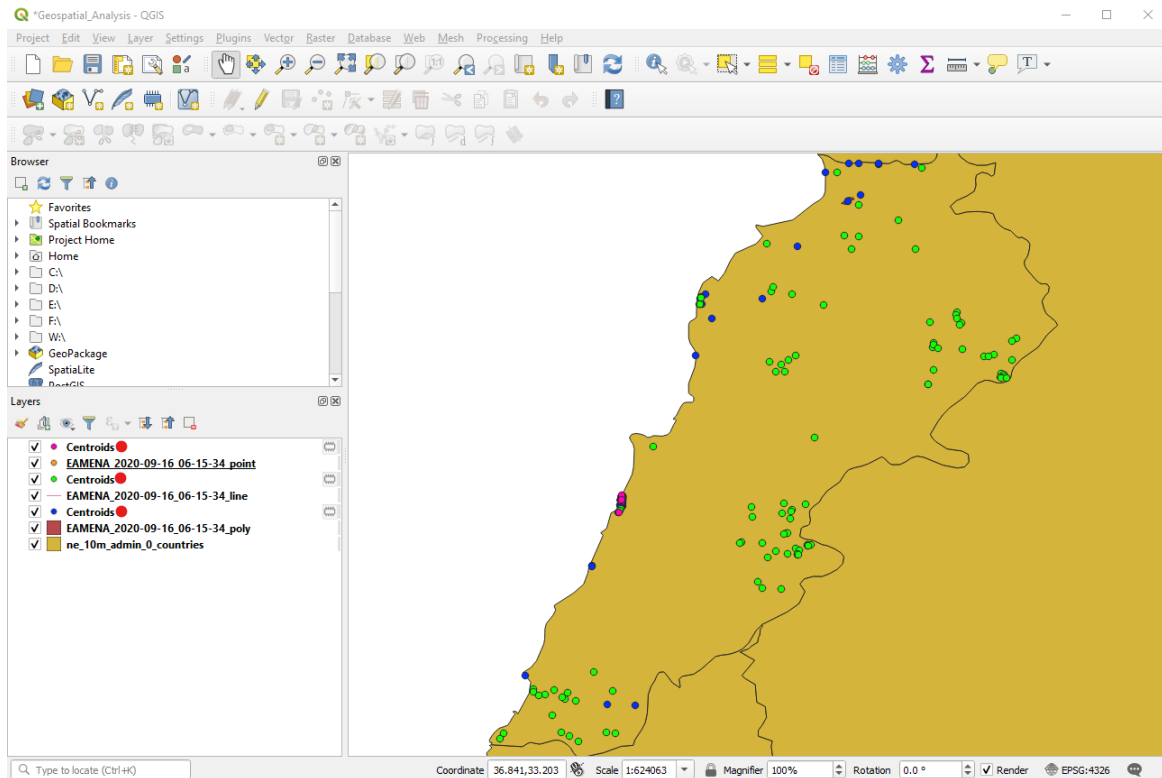 *Geospatial_Analysis - QGIS
Project Edit View Layer Settings Plugins Vector Raster Database Web Mesh Processing Help
Browser
Favorites
Spatial Bookmarks
Project Home
Home
C:\
D:\
E:\
F:\
W:\
GeoPackage
SpatiaLite
PostGIS
Layers
Centroids
EAMENA_2020-09-16_06-15-34_point
Centroids
EAMENA_2020-09-16_06-15-34_line
Centroids
EAMENA_2020-09-16_06-15-34_poly
ne_10m_admin_0_countries
Type to locate (Ctrl+K) Coordinate 36.841,33.203 Scale 1:624063 Magnifier 100% Rotation 0.0 ° Render EPSG:4326